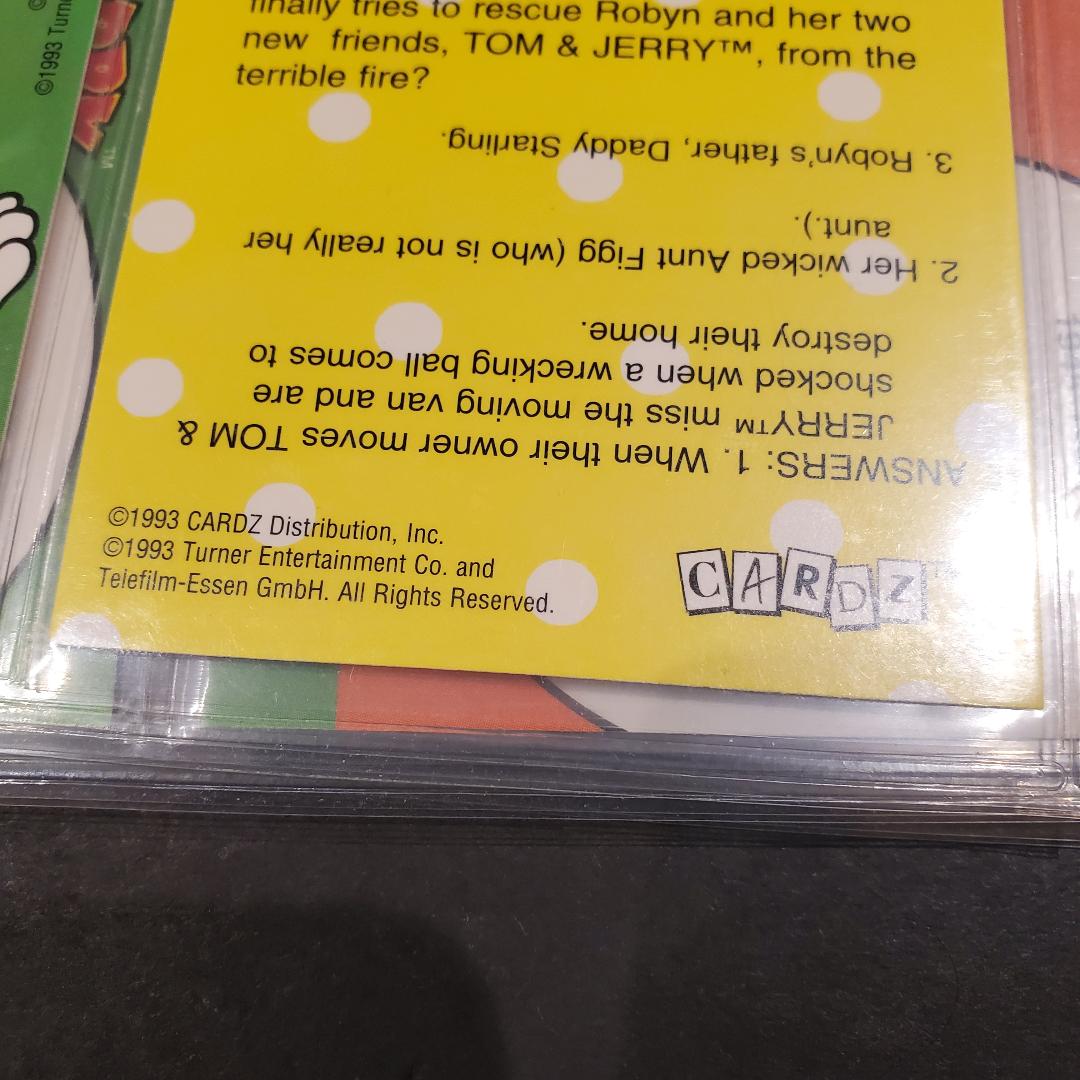 finally tries to rescue Robyn and her two
new friends, TOM & JERRY™, from the
terrible fire?
ANSWERS: 1. When their owner moves TOM &
JERRY™ miss the moving van and are
shocked when a wrecking ball comes to
destroy their home.
2. Her wicked Aunt Figg (who is not really her
aunt.).
3. Robyn's father, Daddy Starling.
©1993 CARDZ Distribution, Inc.
©1993 Turner Entertainment Co. and
Telefilm-Essen GmbH. All Rights Reserved.
CARDZ
©1993 Turne
©
TM